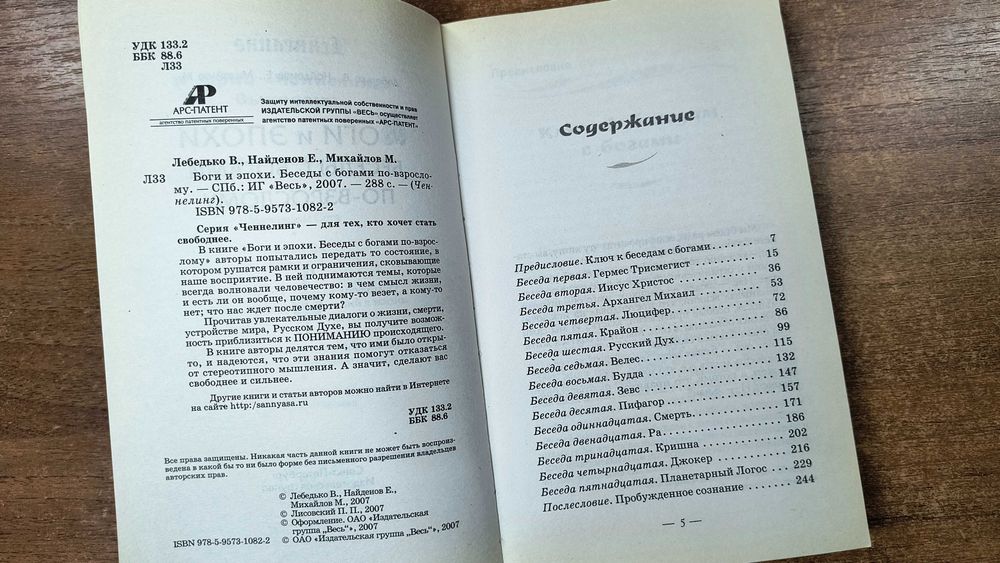 УДК 133.2
ББК 88.6
Л33
АР
АРС-ПАТЕНТ
агентство патентных поверенных
Защиту интеллектуальной собственности и прав
ИЗДАТЕЛЬСКОЙ ГРУППЫ «ВЕСЬ» осуществляет
агентство патентных поверенных «АРС-ПАТЕНТ»
Лебедько В., Найденов Е., Михайлов М.
Л33 Боги и эпохи. Беседы с богами по-взросло-
му. — СПб.: ИГ «Весь», 2007. — 288 с. — (Чен-
нелинг).
ISBN 978-5-9573-1082-2
Серия «Ченнелинг» — для тех, кто хочет стать
свободнее.
В книге «Боги и эпохи. Беседы с богами по-взрос-
лому» авторы попытались передать то состояние, в
котором рушатся рамки и ограничения, сковывающие
наше восприятие. В ней поднимаются темы, которые
всегда волновали человечество: в чем смысл жизни,
и есть ли он вообще, почему кому-то везет, а кому-то
нет; что нас ждет после смерти?
Прочитав увлекательные диалоги о жизни, смерти,
устройстве мира, Русском Духе, вы получите возмож-
ность приблизиться к ПОНИМАНИЮ происходящего.
В книге авторы делятся тем, что ими было откры-
то, и надеются, что эти знания помогут отказаться
от стереотипного мышления. А значит, сделают вас
свободнее и сильнее.
Другие книги и статьи авторов можно найти в Интернете
на сайте http:/sannyasa.ru
УДК 133.2
ББК 88.6
Все права защищены. Никакая часть данной книги не может быть воспроиз-
ведена в какой бы то ни было форме без письменного разрешения владельцев
авторских прав.
© Лебедько В., Найденов Е.,
Михайлов М., 2007
© Лисовский П. П., 2007
© Оформление. ОАО «Издательская
группа „Весь"», 2007
ISBN 978-5-9573-1082-2 © ОАО «Издательская группа „Весь"», 2007
Содержание
Предисловие. Ключ к беседам с богами . . . . . 7
Беседа первая. Гермес Трисмегист . . . . . . . . 15
Беседа вторая. Иисус Христос . . . . . . . . . . 36
Беседа третья. Архангел Михаил . . . . . . . . . 53
Беседа четвертая. Люцифер . . . . . . . . . . . 72
Беседа пятая. Крайон . . . . . . . . . . . . . . 86
Беседа шестая. Русский Дух . . . . . . . . . . . 99
Беседа седьмая. Велес . . . . . . . . . . . . . . 115
Беседа восьмая. Будда . . . . . . . . . . . . . . 132
Беседа девятая. Зевс . . . . . . . . . . . . . . . 147
Беседа десятая. Пифагор . . . . . . . . . . . . . 157
Беседа одиннадцатая. Смерть . . . . . . . . . . 171
Беседа двенадцатая. Ра . . . . . . . . . . . . . . 186
Беседа тринадцатая. Кришна . . . . . . . . . . . 202
Беседа четырнадцатая. Джокер . . . . . . . . . . 216
Беседа пятнадцатая. Планетарный Логос . . . . 229
Послесловие. Пробужденное сознание . . . . . . 244
— 5 —